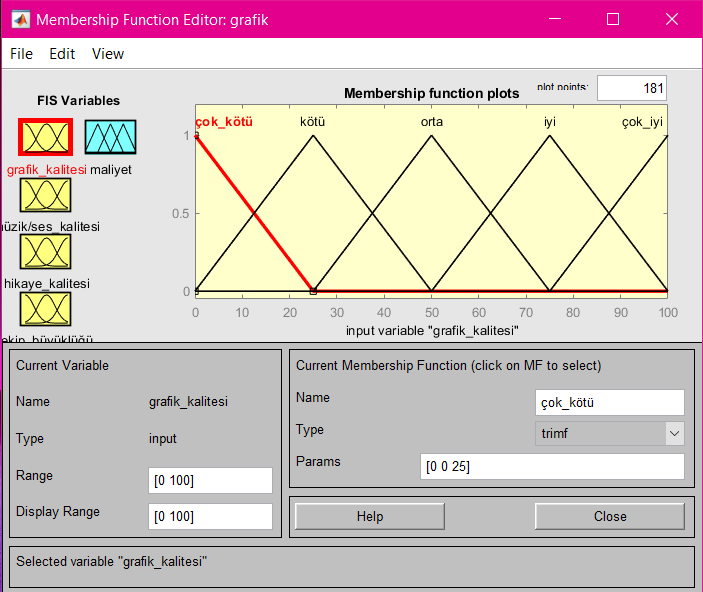 Membership Function Editor: grafik
File Edit View
FIS Variables
grafik_kalitesi maliyet
müzik/ses_kalitesi
hikaye_kalitesi
ekip_büyüklüğü
Membership function plots
plot points: 181
çok_kötü kötü orta iyi çok_iyi
1
0.5
0
0 10 20 30 40 50 60 70 80 90 100
input variable "grafik_kalitesi"
Current Variable
Name grafik_kalitesi
Type input
Range [0 100]
Display Range [0 100]
Current Membership Function (click on MF to select)
Name çok_kötü
Type trimf
Params [0 0 25]
Help Close
Selected variable "grafik_kalitesi"